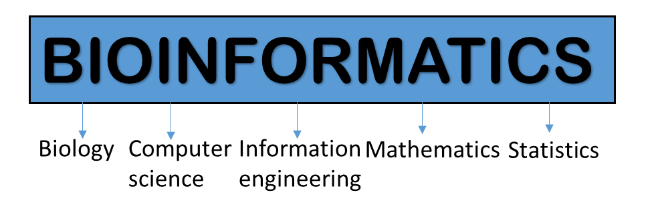 BIOINFORMATICS
Biology Computer Information Mathematics Statistics
science engineering